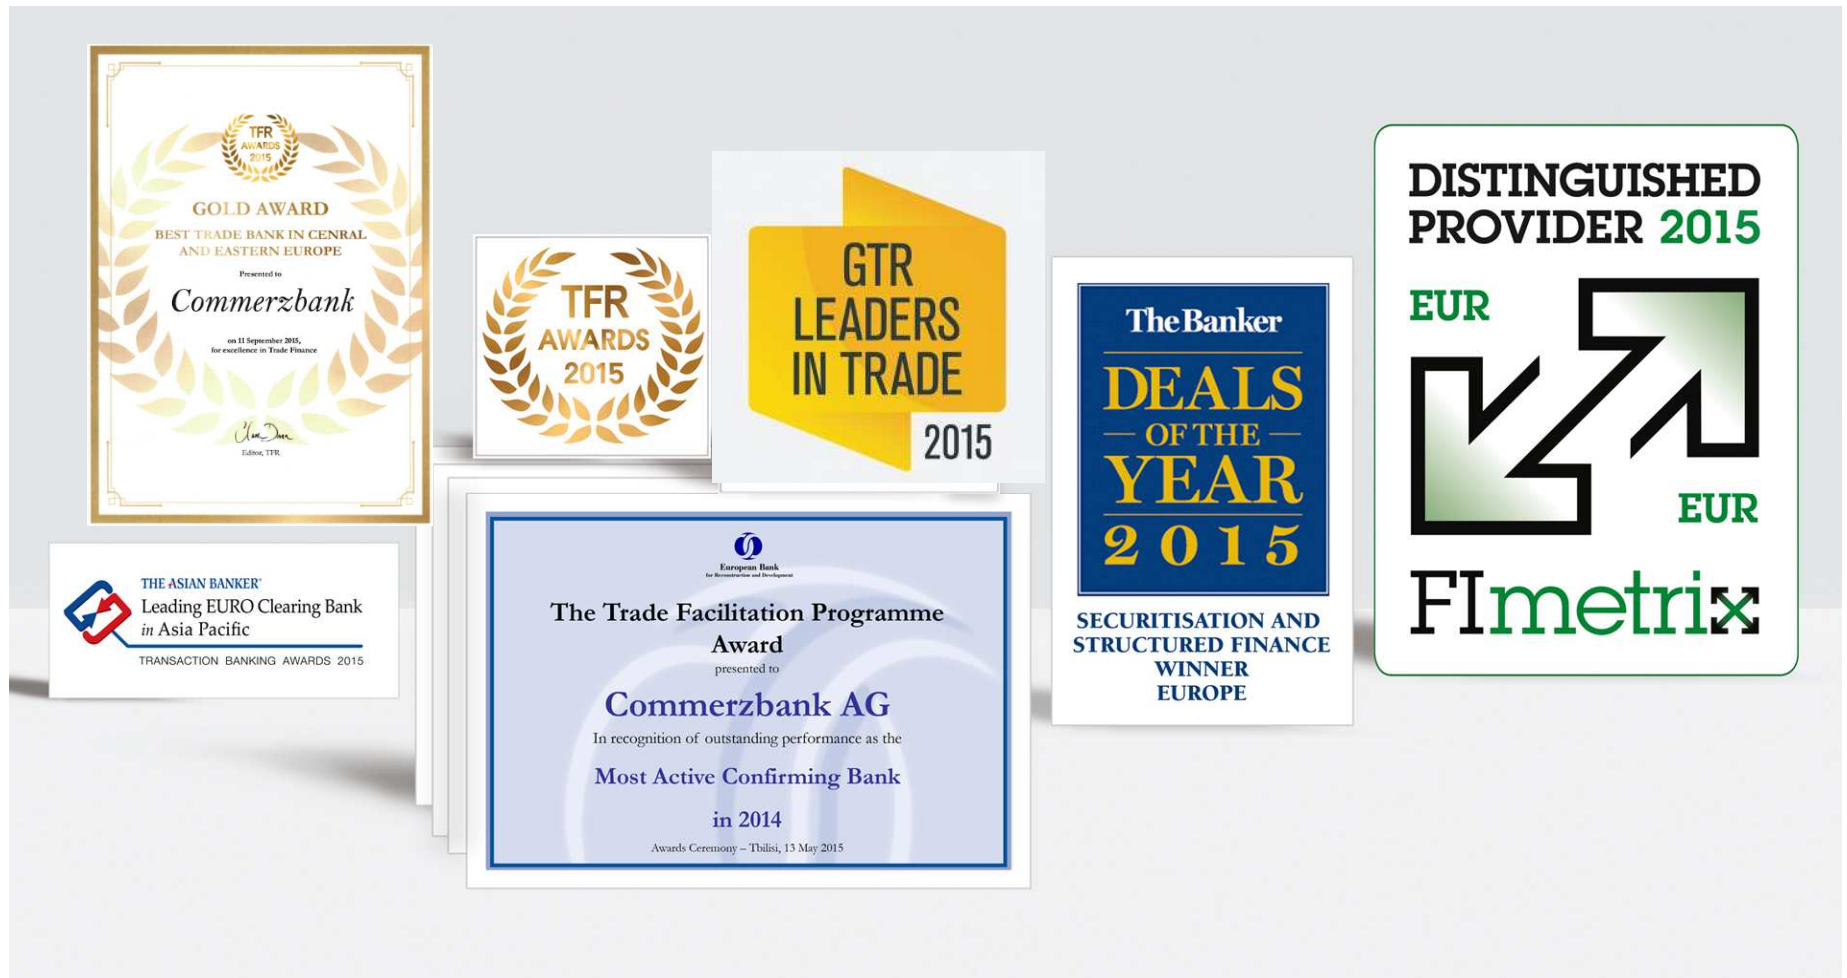 TFR
AWARDS
2015
GOLD AWARD
BEST TRADE BANK IN CENRAL
AND EASTERN EUROPE
Presented to
Commerzbank
on 11 September 2015,
for excellence in Trade Finance
Editor, TFR
THE ASIAN BANKER
Leading EURO Clearing Bank
in Asia Pacific
TRANSACTION BANKING AWARDS 2015
TFR
AWARDS
2015
GTR
LEADERS
IN TRADE
2015
European Bank
for Reconstruction and Development
The Trade Facilitation Programme
Award
presented to
Commerzbank AG
In recognition of outstanding performance as the
Most Active Confirming Bank
in 2014
Awards Ceremony – Tbilisi, 13 May 2015
The Banker
DEALS
OF THE
YEAR
2015
SECURITISATION AND
STRUCTURED FINANCE
WINNER
EUROPE
DISTINGUISHED
PROVIDER 2015
EUR
EUR
FImetrix